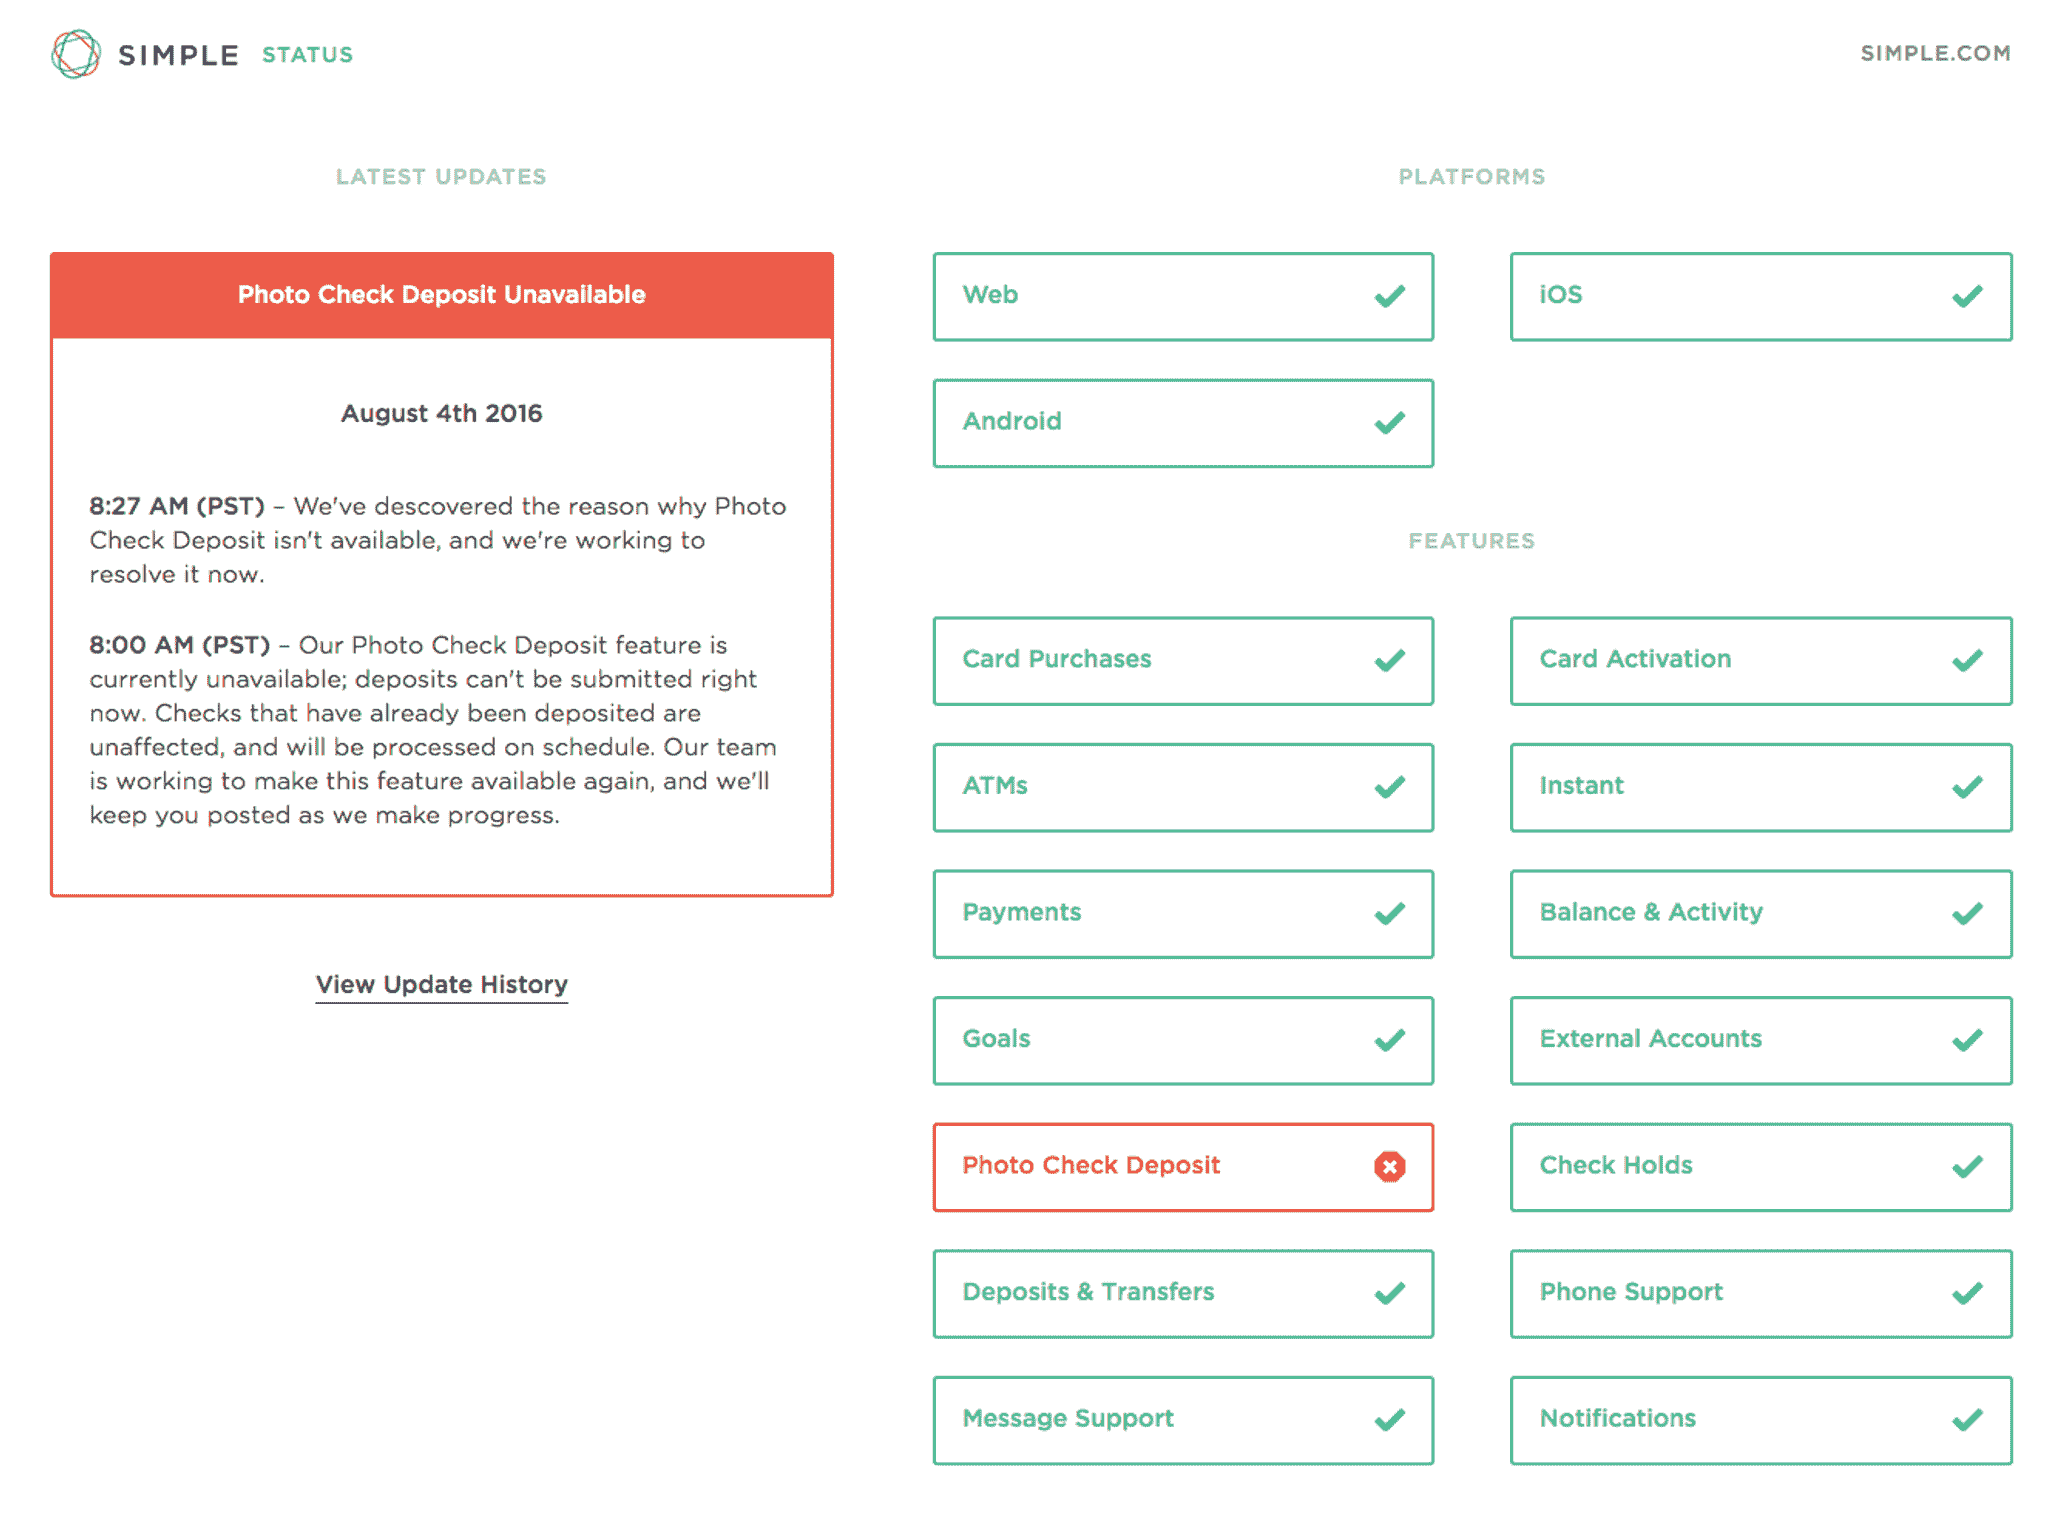 SIMPLE STATUS
SIMPLE.COM
LATEST UPDATES
Photo Check Deposit Unavailable
August 4th 2016
8:27 AM (PST) – We've descovered the reason why Photo
Check Deposit isn't available, and we're working to
resolve it now.
8:00 AM (PST) – Our Photo Check Deposit feature is
currently unavailable; deposits can't be submitted right
now. Checks that have already been deposited are
unaffected, and will be processed on schedule. Our team
is working to make this feature available again, and we'll
keep you posted as we make progress.
View Update History
PLATFORMS
Web
iOS
Android
FEATURES
Card Purchases
Card Activation
ATMs
Instant
Payments
Balance & Activity
Goals
External Accounts
Photo Check Deposit
Check Holds
Deposits & Transfers
Phone Support
Message Support
Notifications